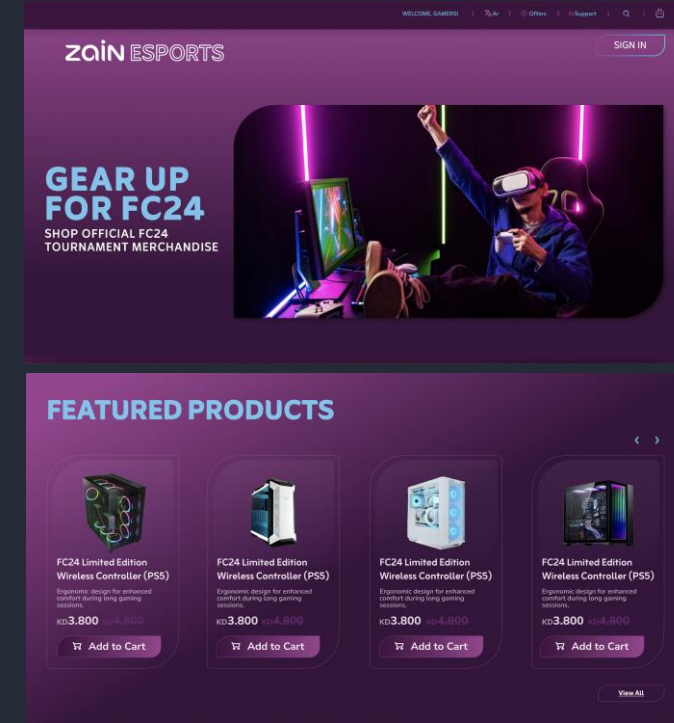 WELCOME, GAMERS! | Ar | Offers | Support |
ZAIN ESPORTS
SIGN IN
GEAR UP
FOR FC24
SHOP OFFICIAL FC24
TOURNAMENT MERCHANDISE
FEATURED PRODUCTS
FC24 Limited Edition
Wireless Controller (PS5)
Ergonomic design for enhanced
comfort during long gaming
sessions.
KD3.800 KD4.800
Add to Cart
FC24 Limited Edition
Wireless Controller (PS5)
Ergonomic design for enhanced
comfort during long gaming
sessions.
KD3.800 KD4.800
Add to Cart
FC24 Limited Edition
Wireless Controller (PS5)
Ergonomic design for enhanced
comfort during long gaming
sessions.
KD3.800 KD4.800
Add to Cart
FC24 Limited Edition
Wireless Controller (PS5)
Ergonomic design for enhanced
comfort during long gaming
sessions.
KD3.800 KD4.800
Add to Cart
View All